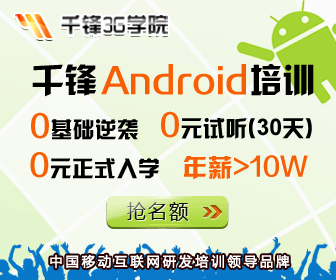 千锋3G学院
千锋Android培训
0基础逆袭 0元试听(30天)
0元正式入学 年薪>10W
抢名额 >>
中国移动互联网研发培训领导品牌